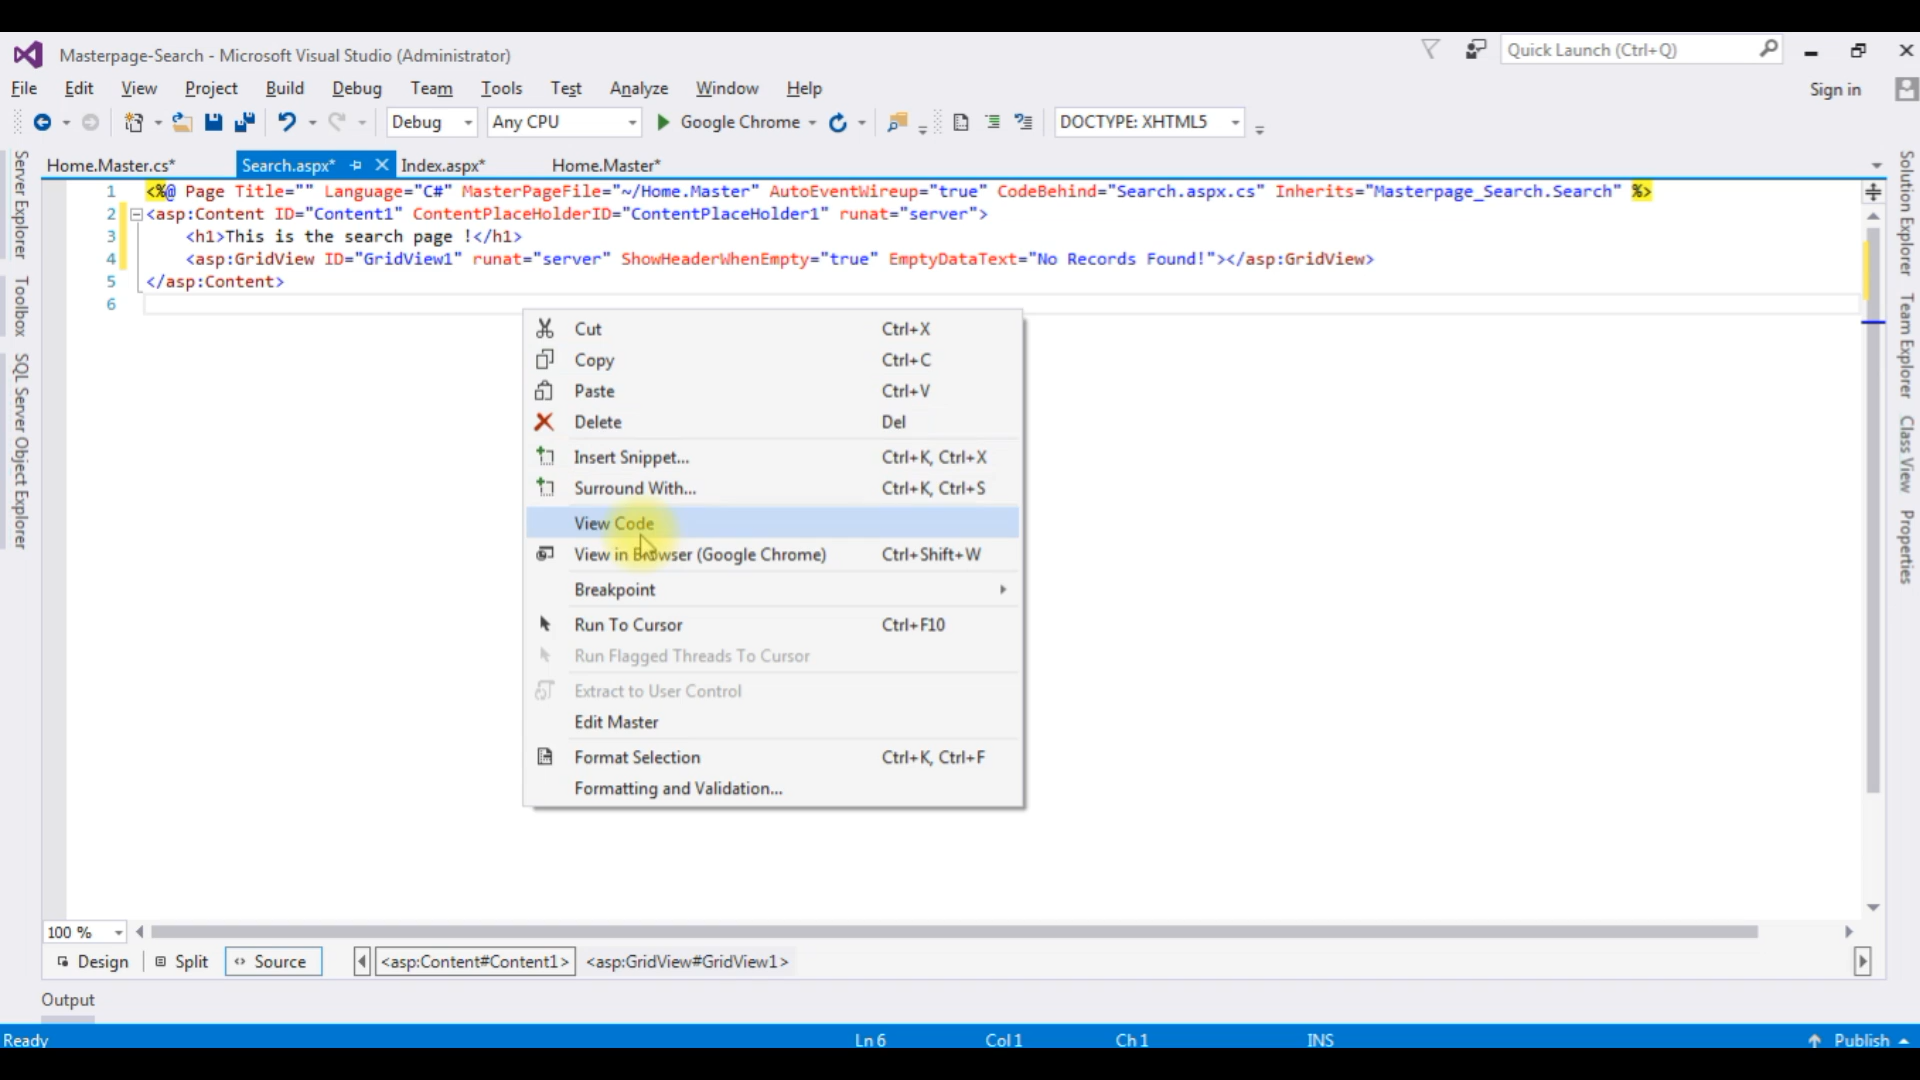 Masterpage-Search - Microsoft Visual Studio (Administrator)
Quick Launch (Ctrl+Q)
File Edit View Project Build Debug Team Tools Test Analyze Window Help
Sign in
Debug Any CPU Google Chrome DOCTYPE: XHTML5
Home.Master.cs* Search.aspx* Index.aspx* Home.Master*
1 <%@ Page Title="" Language="C#" MasterPageFile="~/Home.Master" AutoEventWireup="true" CodeBehind="Search.aspx.cs" Inherits="Masterpage_Search.Search" %>
2 <asp:Content ID="Content1" ContentPlaceHolderID="ContentPlaceHolder1" runat="server">
3 <h1>This is the search page !</h1>
4 <asp:GridView ID="GridView1" runat="server" ShowHeaderWhenEmpty="true" EmptyDataText="No Records Found!"></asp:GridView>
5 </asp:Content>
6
Server Explorer
Toolbox
SQL Server Object Explorer
Cut Ctrl+X
Copy Ctrl+C
Paste Ctrl+V
Delete Del
Insert Snippet... Ctrl+K, Ctrl+X
Surround With... Ctrl+K, Ctrl+S
View Code
View in Browser (Google Chrome) Ctrl+Shift+W
Breakpoint
Run To Cursor Ctrl+F10
Run Flagged Threads To Cursor
Extract to User Control
Edit Master
Format Selection Ctrl+K, Ctrl+F
Formatting and Validation...
Solution Explorer
Team Explorer
Class View
Properties
100 %
Design Split Source <asp:Content#Content1> <asp:GridView#GridView1>
Output
Ready Ln 6 Col 1 Ch 1 INS Publish